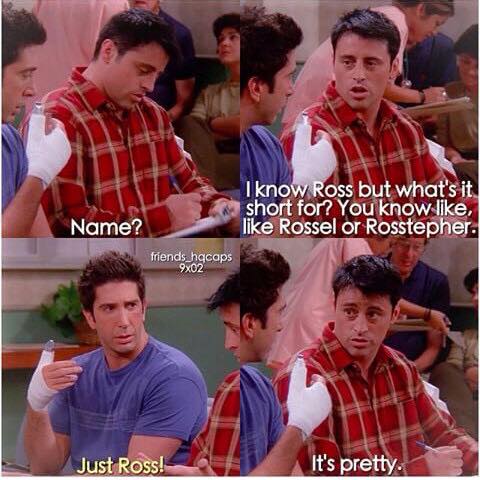 Name?
I know Ross but what's it
short for? You know like,
like Rossel or Rosstepher.
friends_hqcaps
9x02
Just Ross!
It's pretty.